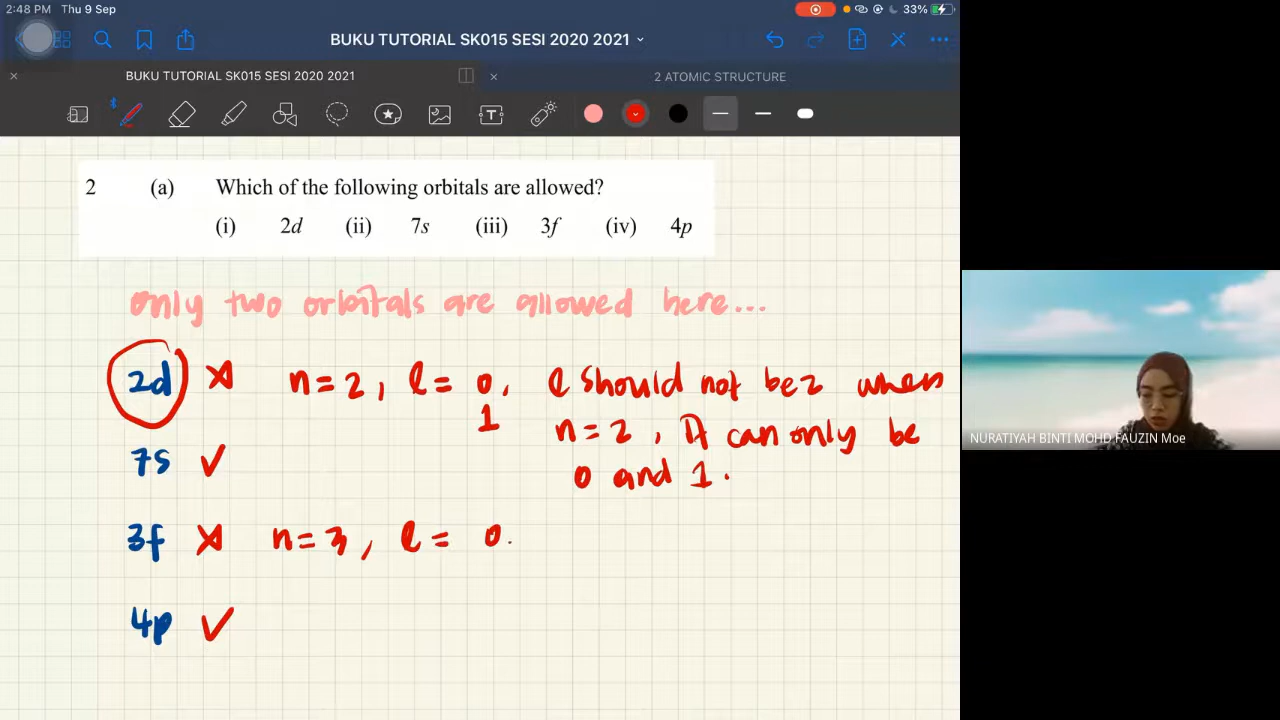 2:48 PM Thu 9 Sep
33%
BUKU TUTORIAL SK015 SESI 2020 2021
BUKU TUTORIAL SK015 SESI 2020 2021
2 ATOMIC STRUCTURE
T
2 (a) Which of the following orbitals are allowed?
(i) 2d (ii) 7s (iii) 3f (iv) 4p
only two orbitals are allowed here...
2d n=2, l= 0, l should not be 2 when
1 n=2, It can only be
7s ✓ 0 and 1.
3f n=3, l= 0.
4p ✓
NURATIYAH BINTI MOHD FAUZIN Moe